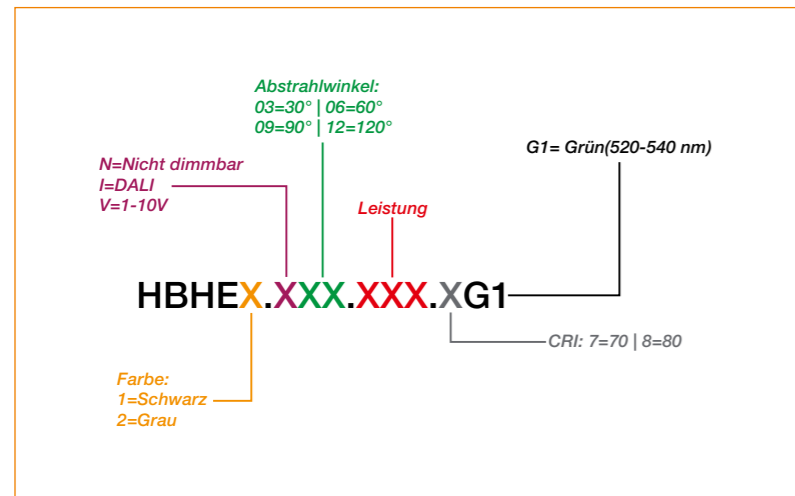 Abstrahlwinkel:
03=30° | 06=60°
09=90° | 12=120°
G1= Grün(520-540 nm)
N=Nicht dimmbar
I=DALI
V=1-10V
Leistung
HBHEX.XXX.XXX.XG1
CRI: 7=70 | 8=80
Farbe:
1=Schwarz
2=Grau